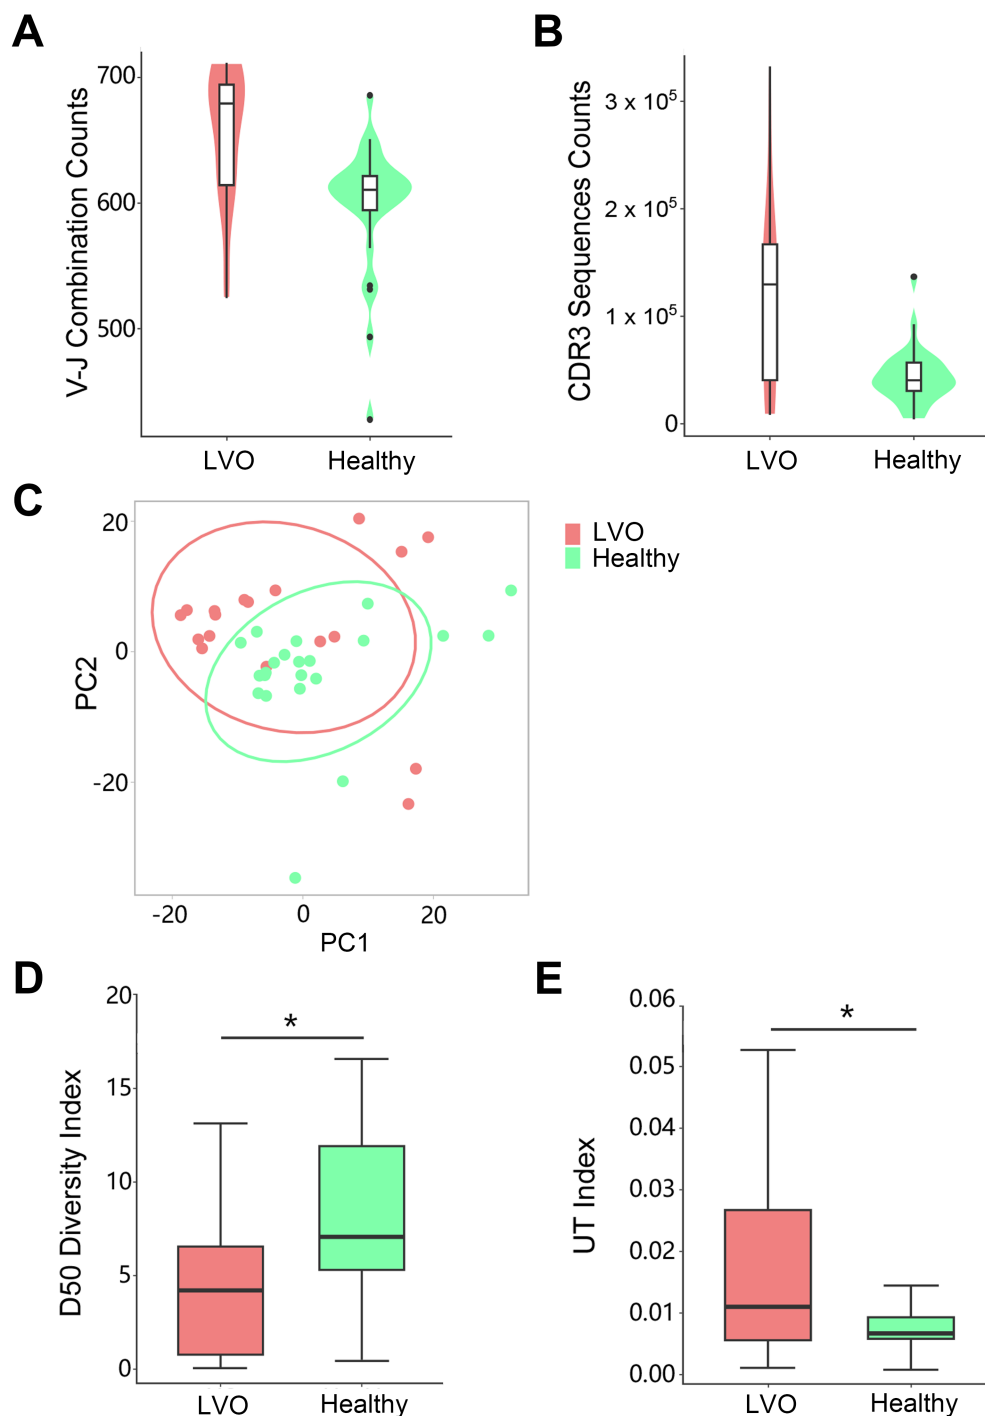 A
V-J Combination Counts
700
600
500
LVO
Healthy
B
CDR3 Sequences Counts
3 x 10⁵
2 x 10⁵
1 x 10⁵
0
LVO
Healthy
C
PC2
20
0
-20
-20
0
20
PC1
LVO
Healthy
D
D50 Diversity Index
20
15
10
5
0
*
LVO
Healthy
E
UT Index
0.06
0.05
0.04
0.03
0.02
0.01
0.00
*
LVO
Healthy